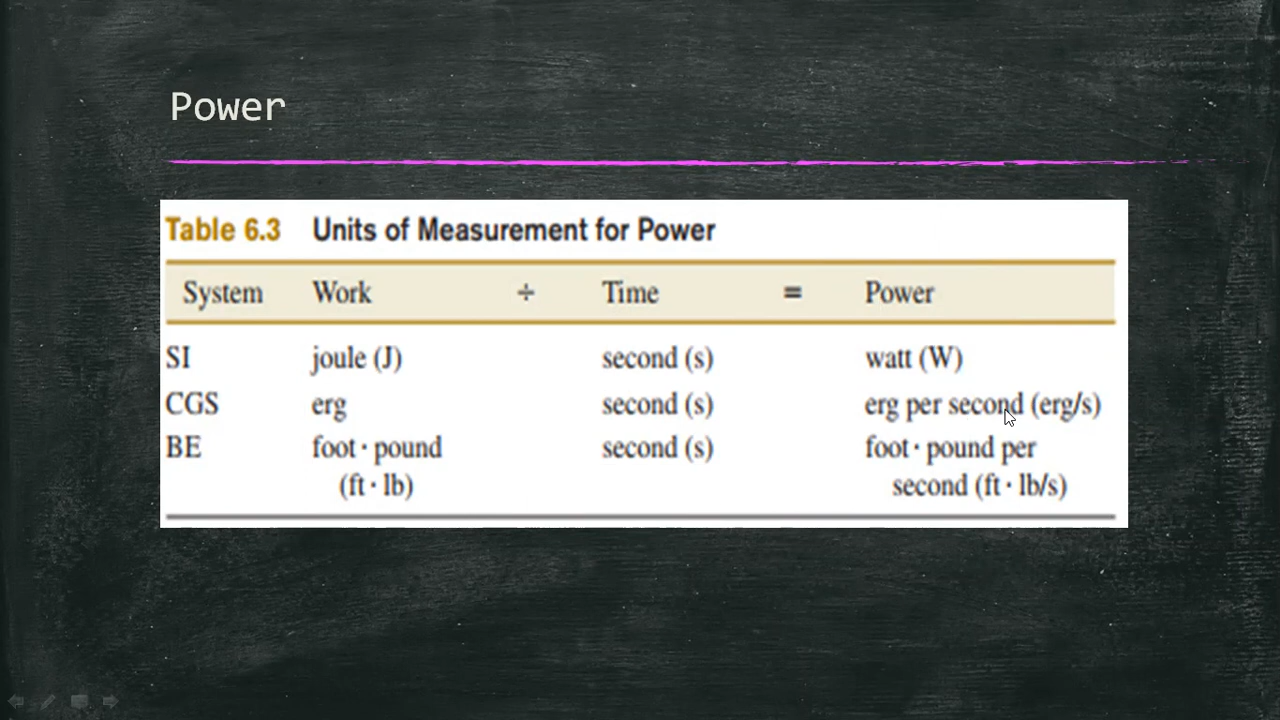 Power
Table 6.3 Units of Measurement for Power
System Work ÷ Time = Power
SI joule (J) second (s) watt (W)
CGS erg second (s) erg per second (erg/s)
BE foot · pound second (s) foot · pound per
(ft · lb) second (ft · lb/s)